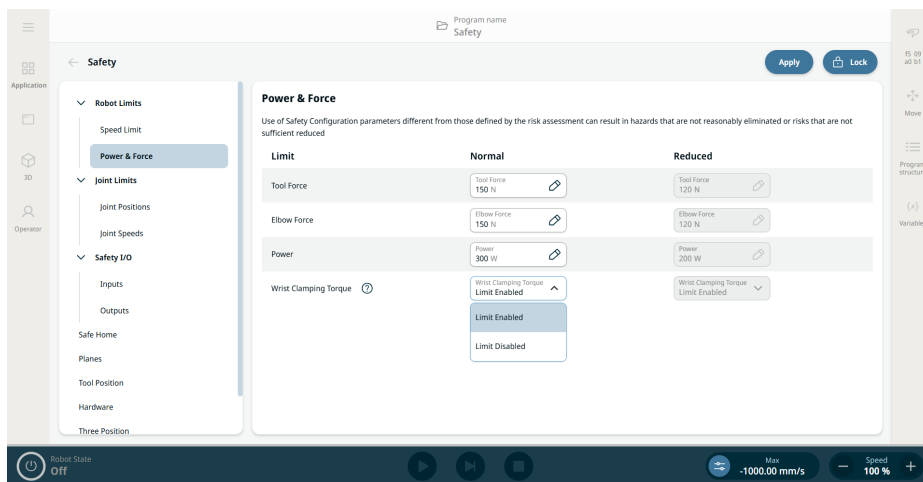 Program name
Safety
f5 09
a0 b1
Safety
Apply
Lock
Application
3D
Operator
Robot Limits
Speed Limit
Power & Force
Joint Limits
Joint Positions
Joint Speeds
Safety I/O
Inputs
Outputs
Safe Home
Planes
Tool Position
Hardware
Three Position
Power & Force
Use of Safety Configuration parameters different from those defined by the risk assessment can result in hazards that are not reasonably eliminated or risks that are not
sufficient reduced
Limit Normal Reduced
Tool Force
Tool Force
150 N
Tool Force
120 N
Elbow Force
Elbow Force
150 N
Elbow Force
120 N
Power
Power
300 W
Power
200 W
Wrist Clamping Torque ?
Wrist Clamping Torque
Limit Enabled
Wrist Clamping Torque
Limit Enabled
Limit Enabled
Limit Disabled
Move
Program
structur
{x}
Variable
Robot State
Off
Max
-1000.00 mm/s
Speed
100 %